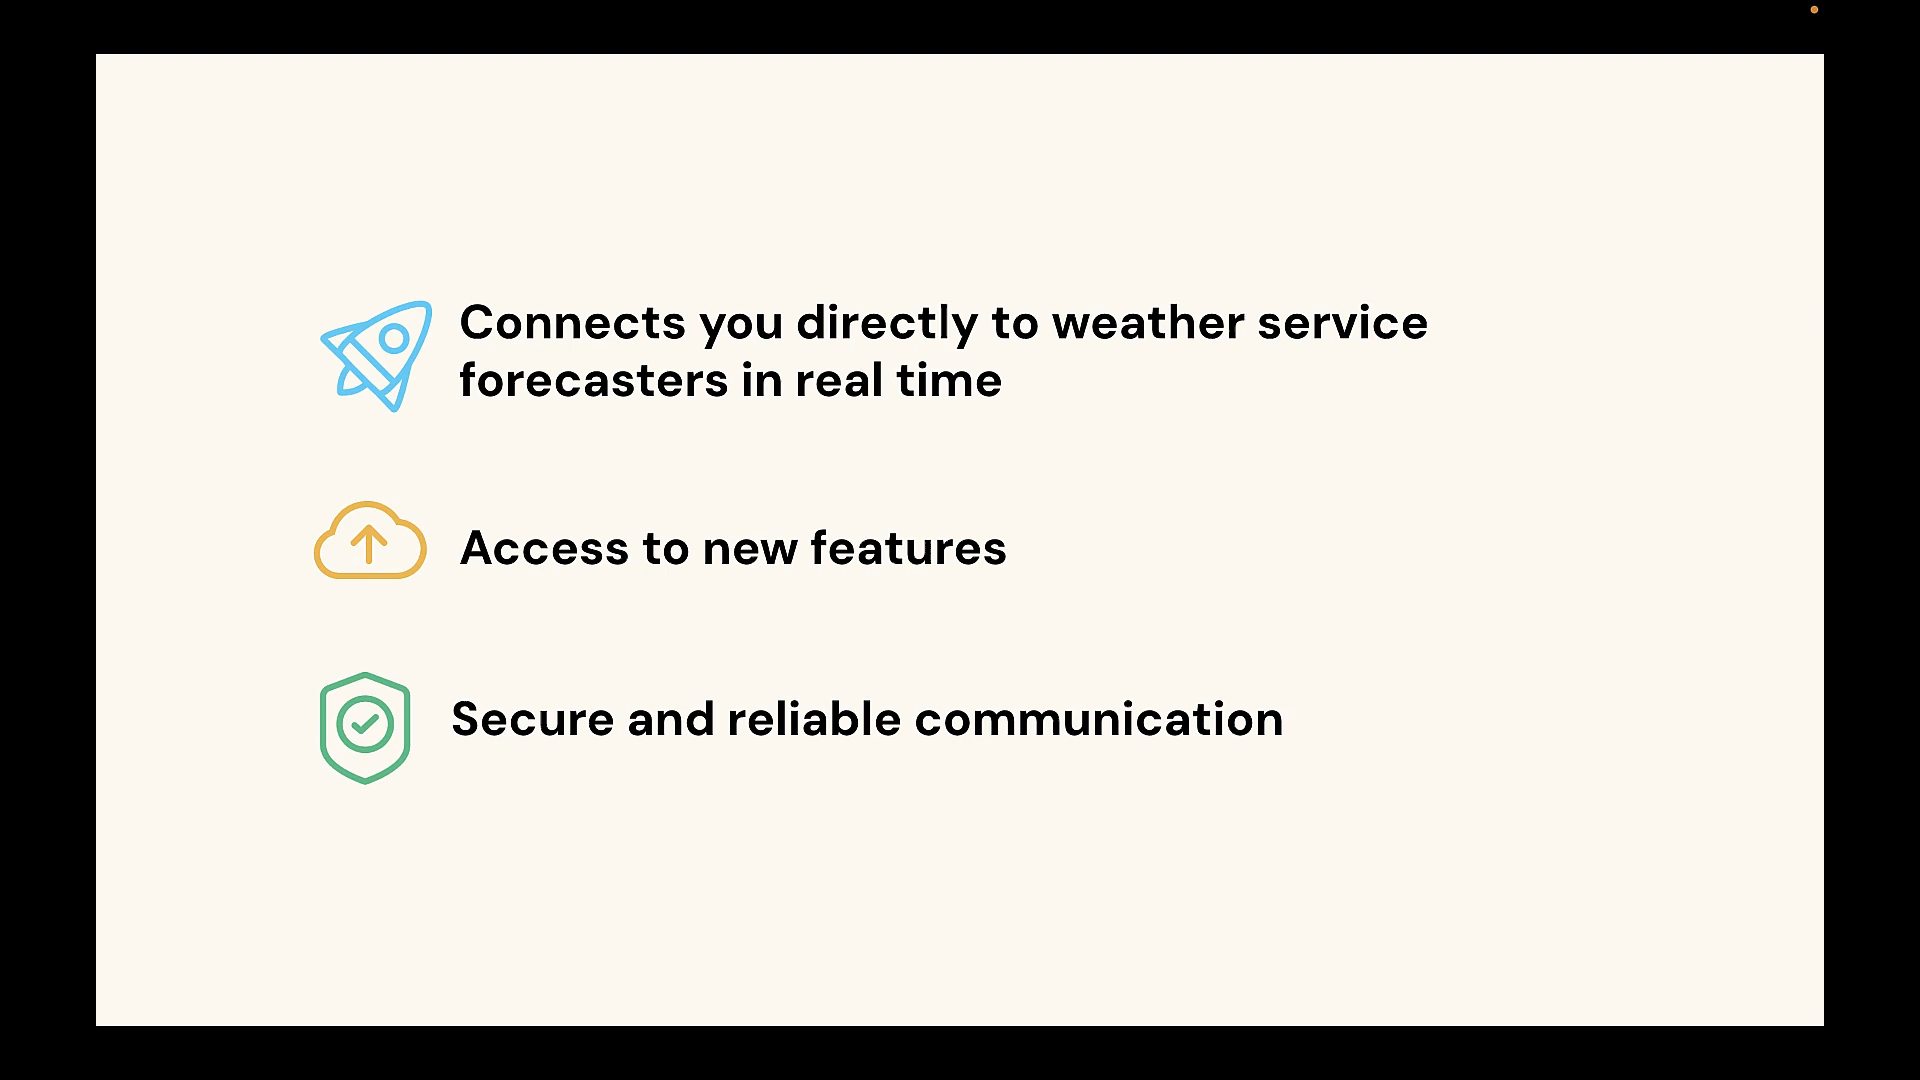 Connects you directly to weather service
forecasters in real time
Access to new features
Secure and reliable communication